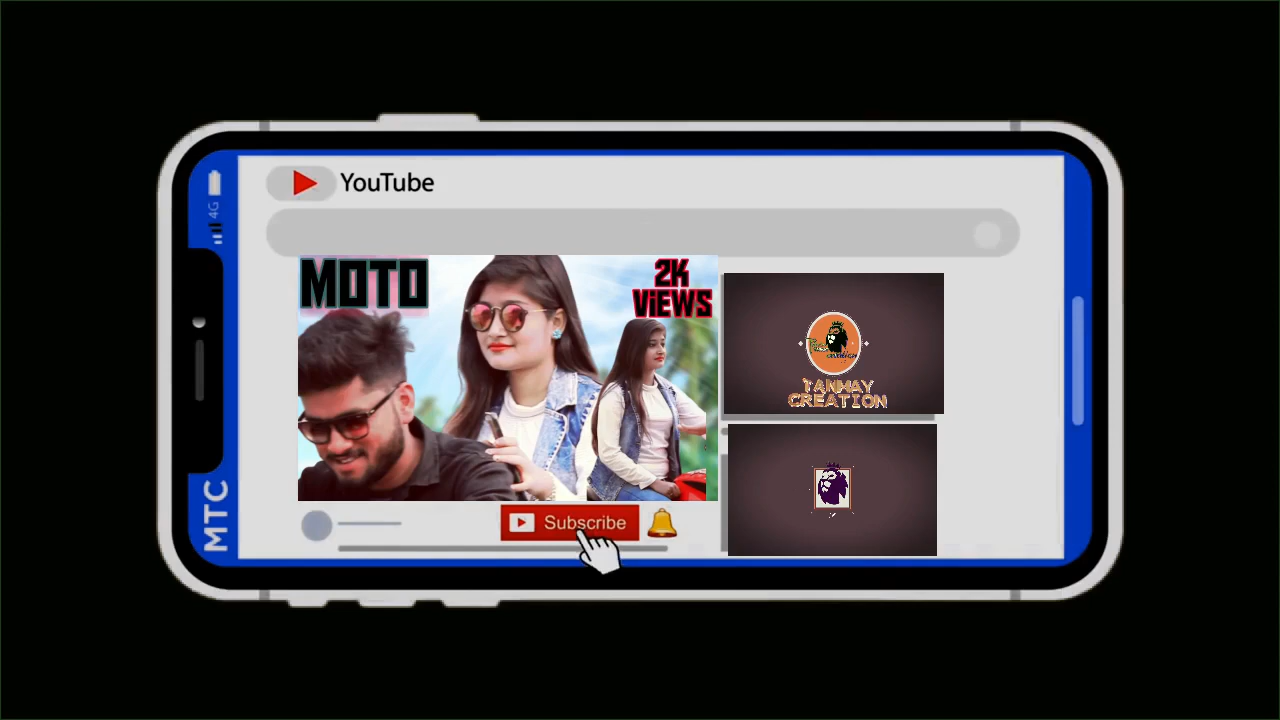 YouTube
4G
MTC
MOTO
2K
ViEWS
TANMAY
CREATION
Subscribe